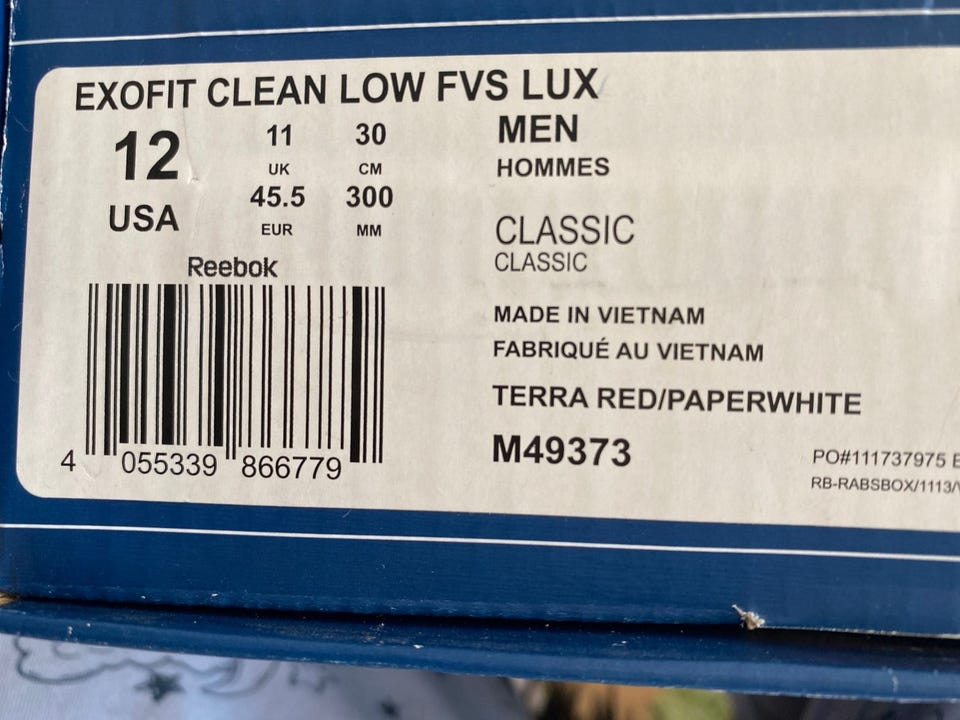 EXOFIT CLEAN LOW FVS LUX
12 11 30
UK CM
USA 45.5 300
EUR MM
MEN
HOMMES
CLASSIC
CLASSIC
Reebok
MADE IN VIETNAM
FABRIQUÉ AU VIETNAM
TERRA RED/PAPERWHITE
M49373
4 055339 866779
PO#111737975
RB-RABSBOX/1113/